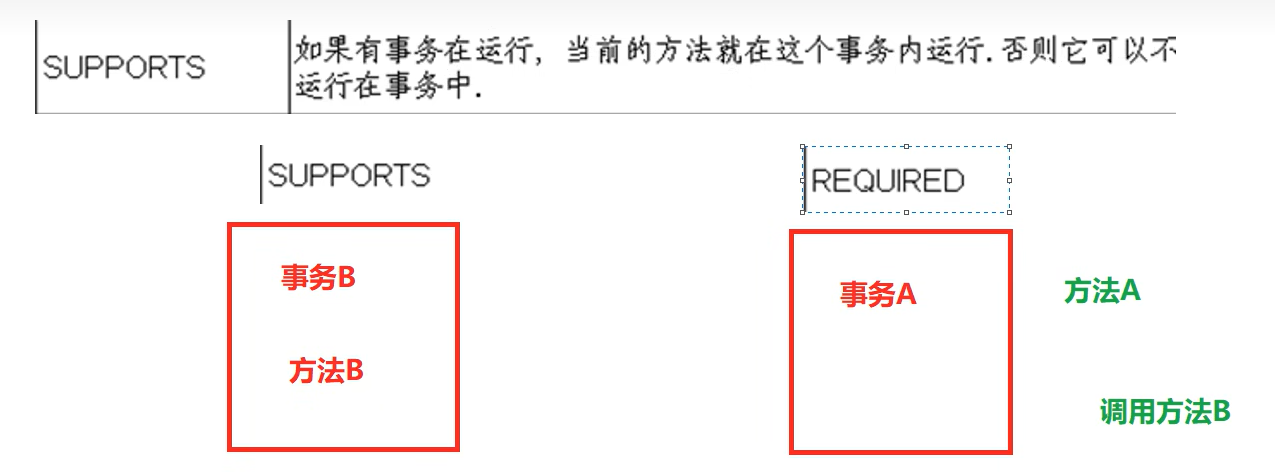 SUPPORTS
如果有事务在运行, 当前的方法就在这个事务内运行.否则它可以不
运行在事务中.
SUPPORTS
REQUIRED
事务B
事务A
方法A
方法B
调用方法B